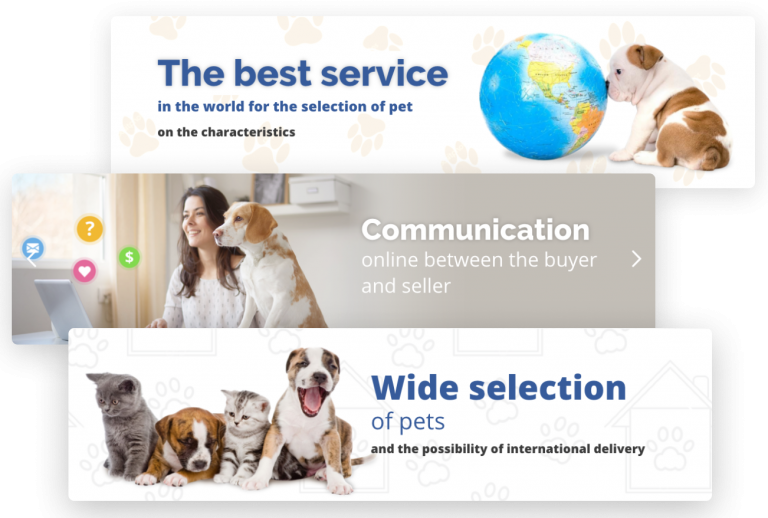 The best service
in the world for the selection of pet
on the characteristics
?
$
Communication
online between the buyer
and seller
Wide selection
of pets
and the possibility of international delivery